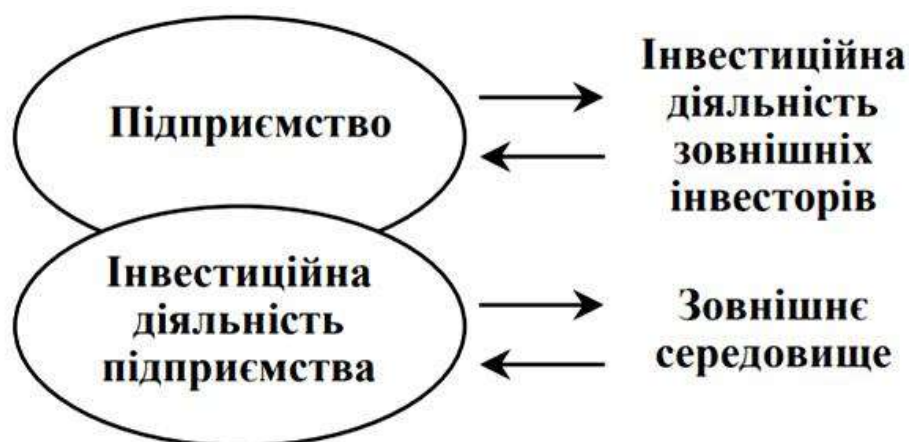 Підприємство
Інвестиційна
діяльність
зовнішніх
інвесторів
Інвестиційна
діяльність
підприємства
Зовнішнє
середовище